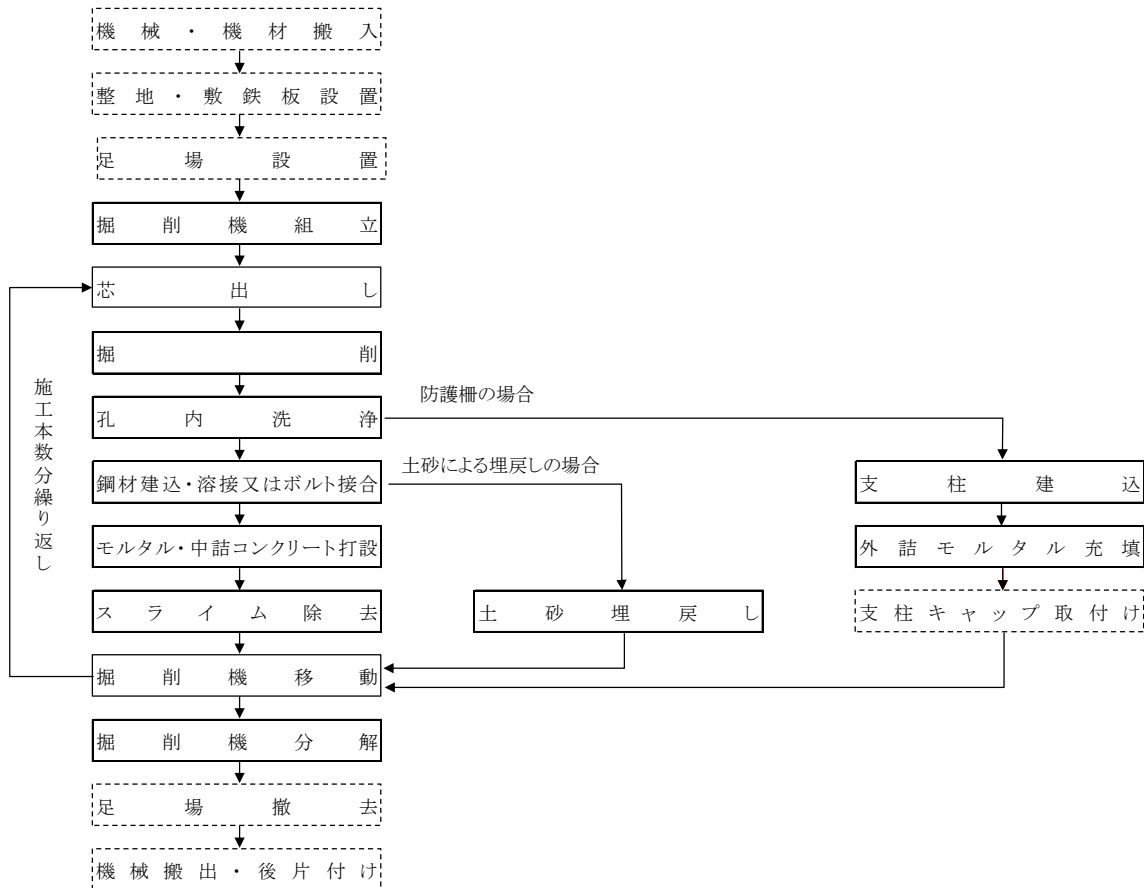 機械・機材搬入
整地・敷鉄板設置
足場設置
掘削機組立
芯出し
掘削
孔内洗浄
防護柵の場合
鋼材建込・溶接又はボルト接合
土砂による埋戻しの場合
支柱建込
モルタル・中詰コンクリート打設
外詰モルタル充填
スライム除去
土砂埋戻し
支柱キャップ取付け
掘削機移動
施工本数分繰り返し
掘削機分解
足場撤去
機械搬出・後片付け